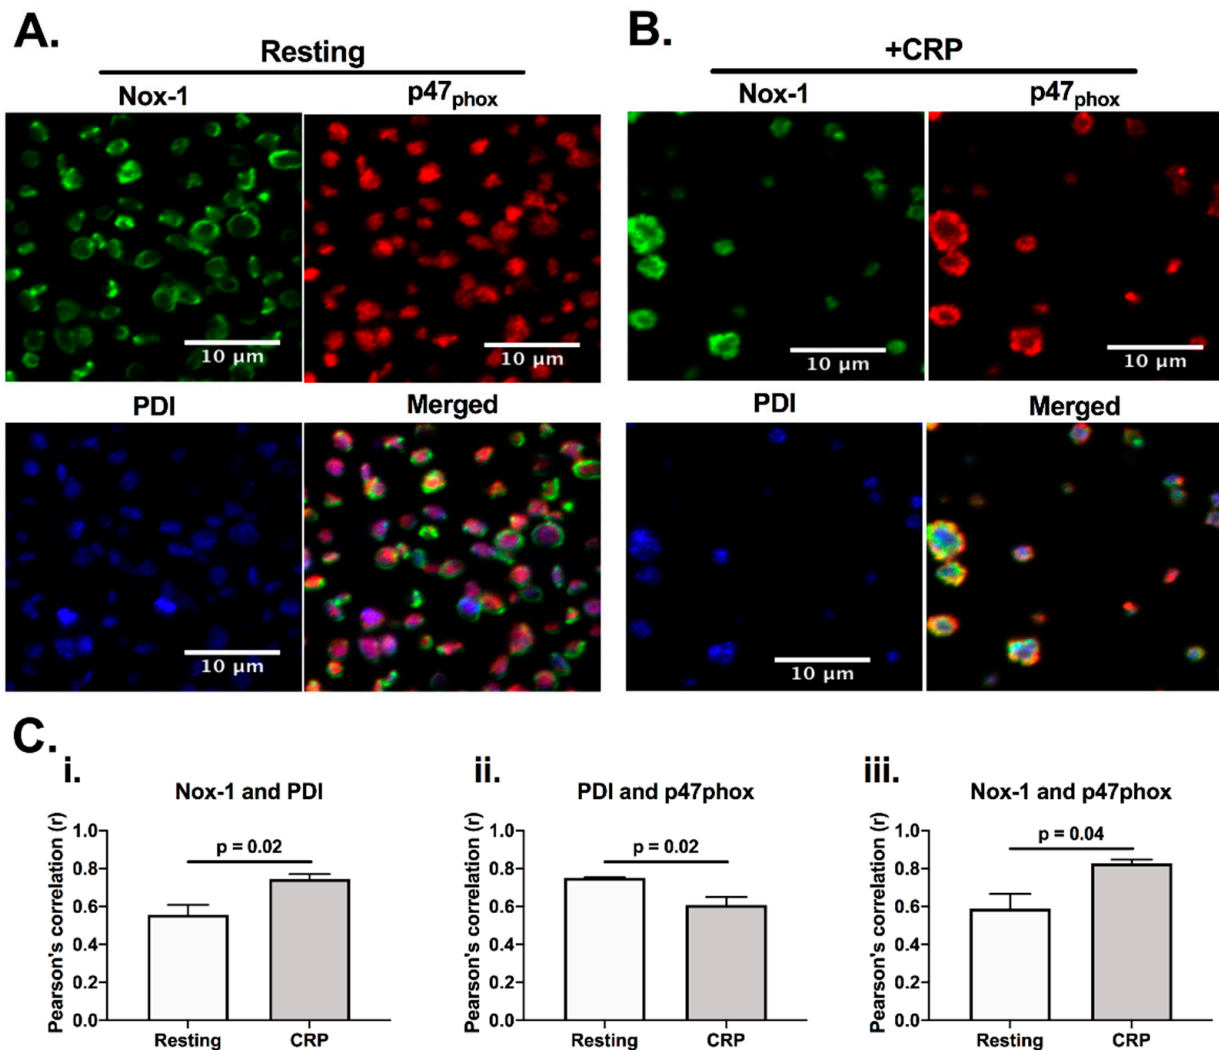 A.
Resting
Nox-1 p47phox
10 µm 10 µm
PDI Merged
10 µm
B.
+CRP
Nox-1 p47phox
10 µm 10 µm
PDI Merged
10 µm
C.
i.
Nox-1 and PDI
Pearson's correlation (r)
1.0
0.8
0.6
0.4
0.2
0.0
p = 0.02
Resting CRP
ii.
PDI and p47phox
Pearson's correlation (r)
1.0
0.8
0.6
0.4
0.2
0.0
p = 0.02
Resting CRP
iii.
Nox-1 and p47phox
Pearson's correlation (r)
1.0
0.8
0.6
0.4
0.2
0.0
p = 0.04
Resting CRP